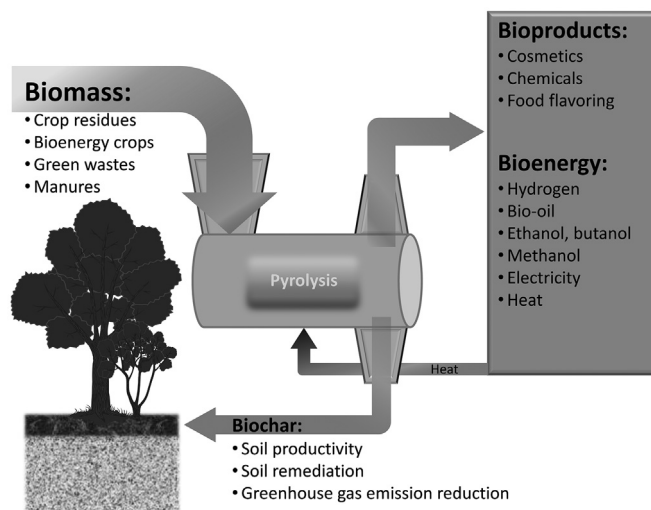 Biomass:
• Crop residues
• Bioenergy crops
• Green wastes
• Manures
Pyrolysis
Bioproducts:
• Cosmetics
• Chemicals
• Food flavoring
Bioenergy:
• Hydrogen
• Bio-oil
• Ethanol, butanol
• Methanol
• Electricity
• Heat
Heat
Biochar:
• Soil productivity
• Soil remediation
• Greenhouse gas emission reduction